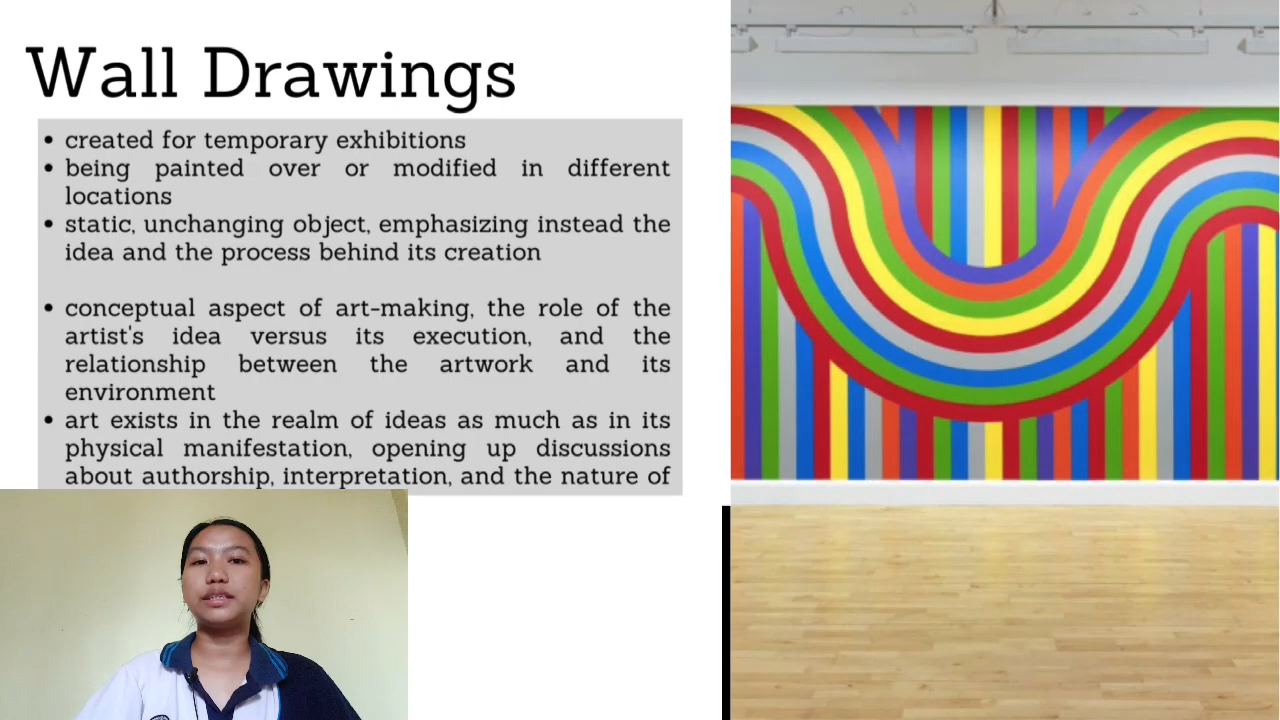 Wall Drawings
• created for temporary exhibitions
• being painted over or modified in different
locations
• static, unchanging object, emphasizing instead the
idea and the process behind its creation
• conceptual aspect of art-making, the role of the
artist's idea versus its execution, and the
relationship between the artwork and its
environment
• art exists in the realm of ideas as much as in its
physical manifestation, opening up discussions
about authorship, interpretation, and the nature of